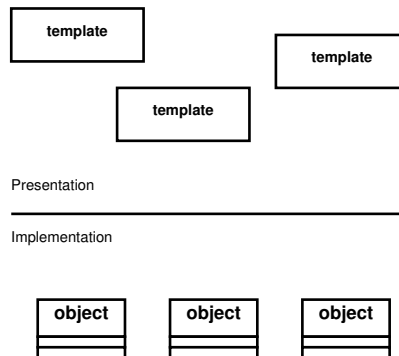 template
template
template
Presentation
Implementation
object object object